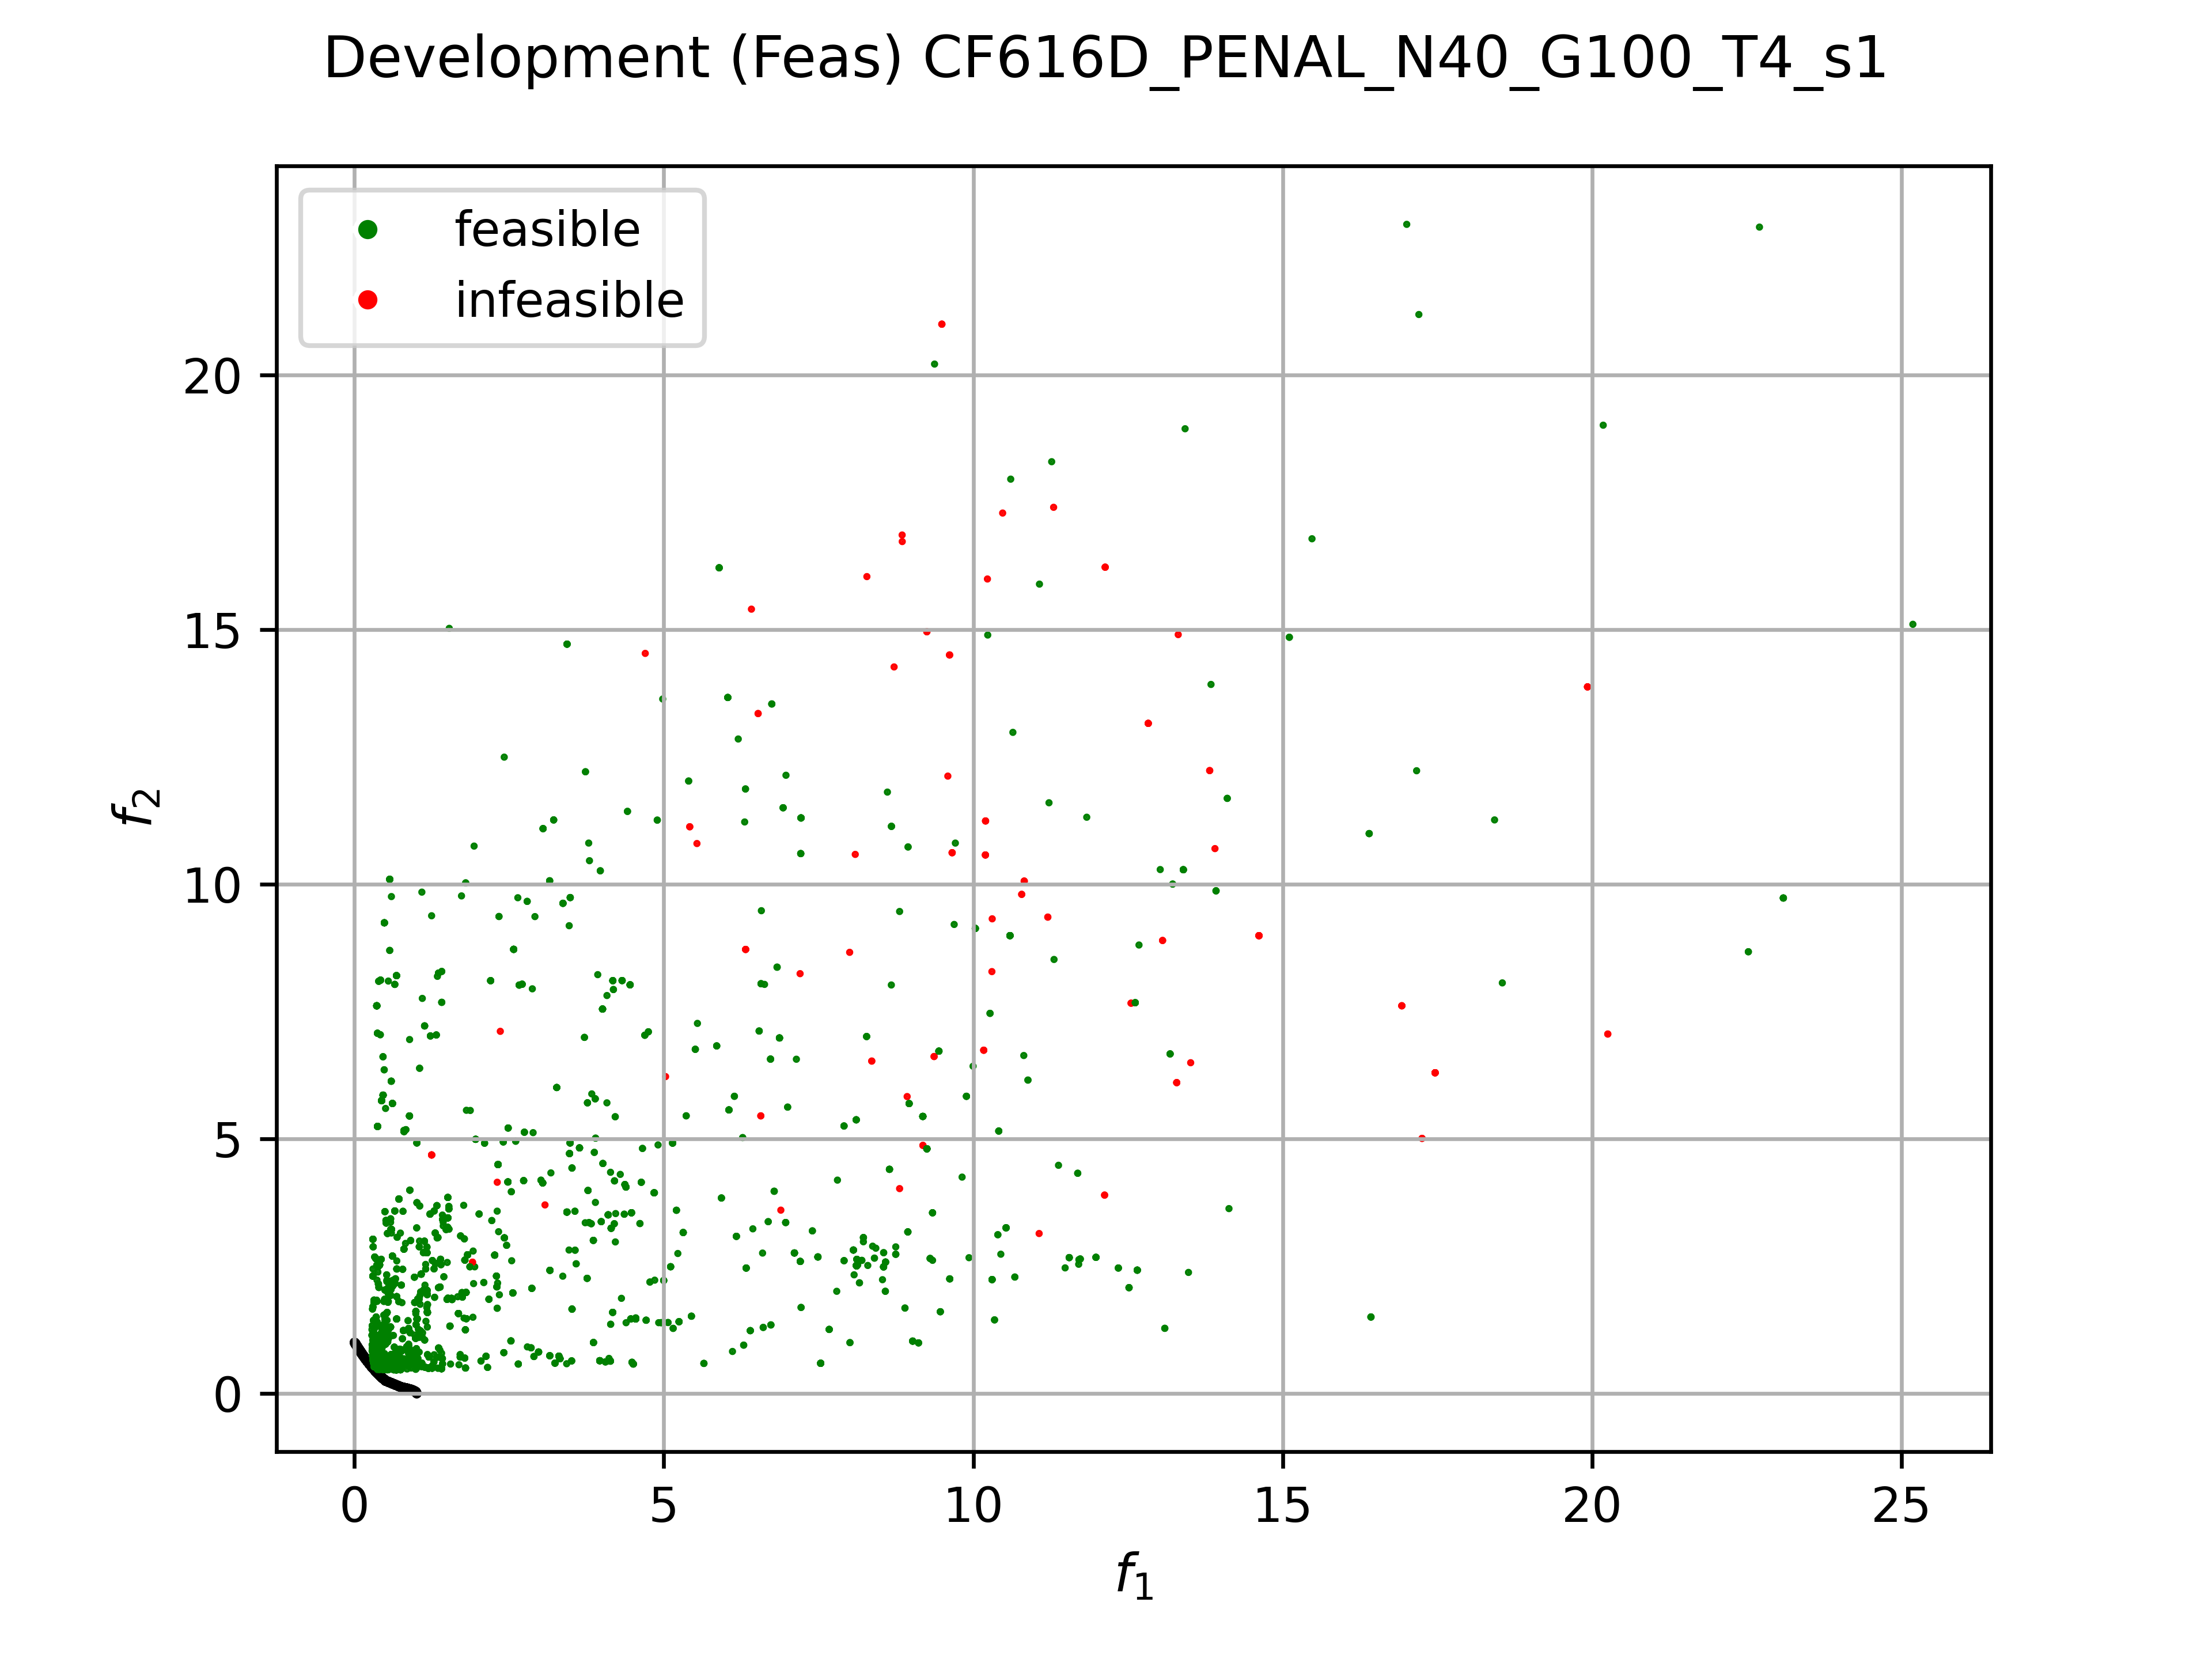 Development (Feas) CF616D_PENAL_N40_G100_T4_s1
feasible
infeasible
20
15
10
5
0
f2
0 5 10 15 20 25
f1